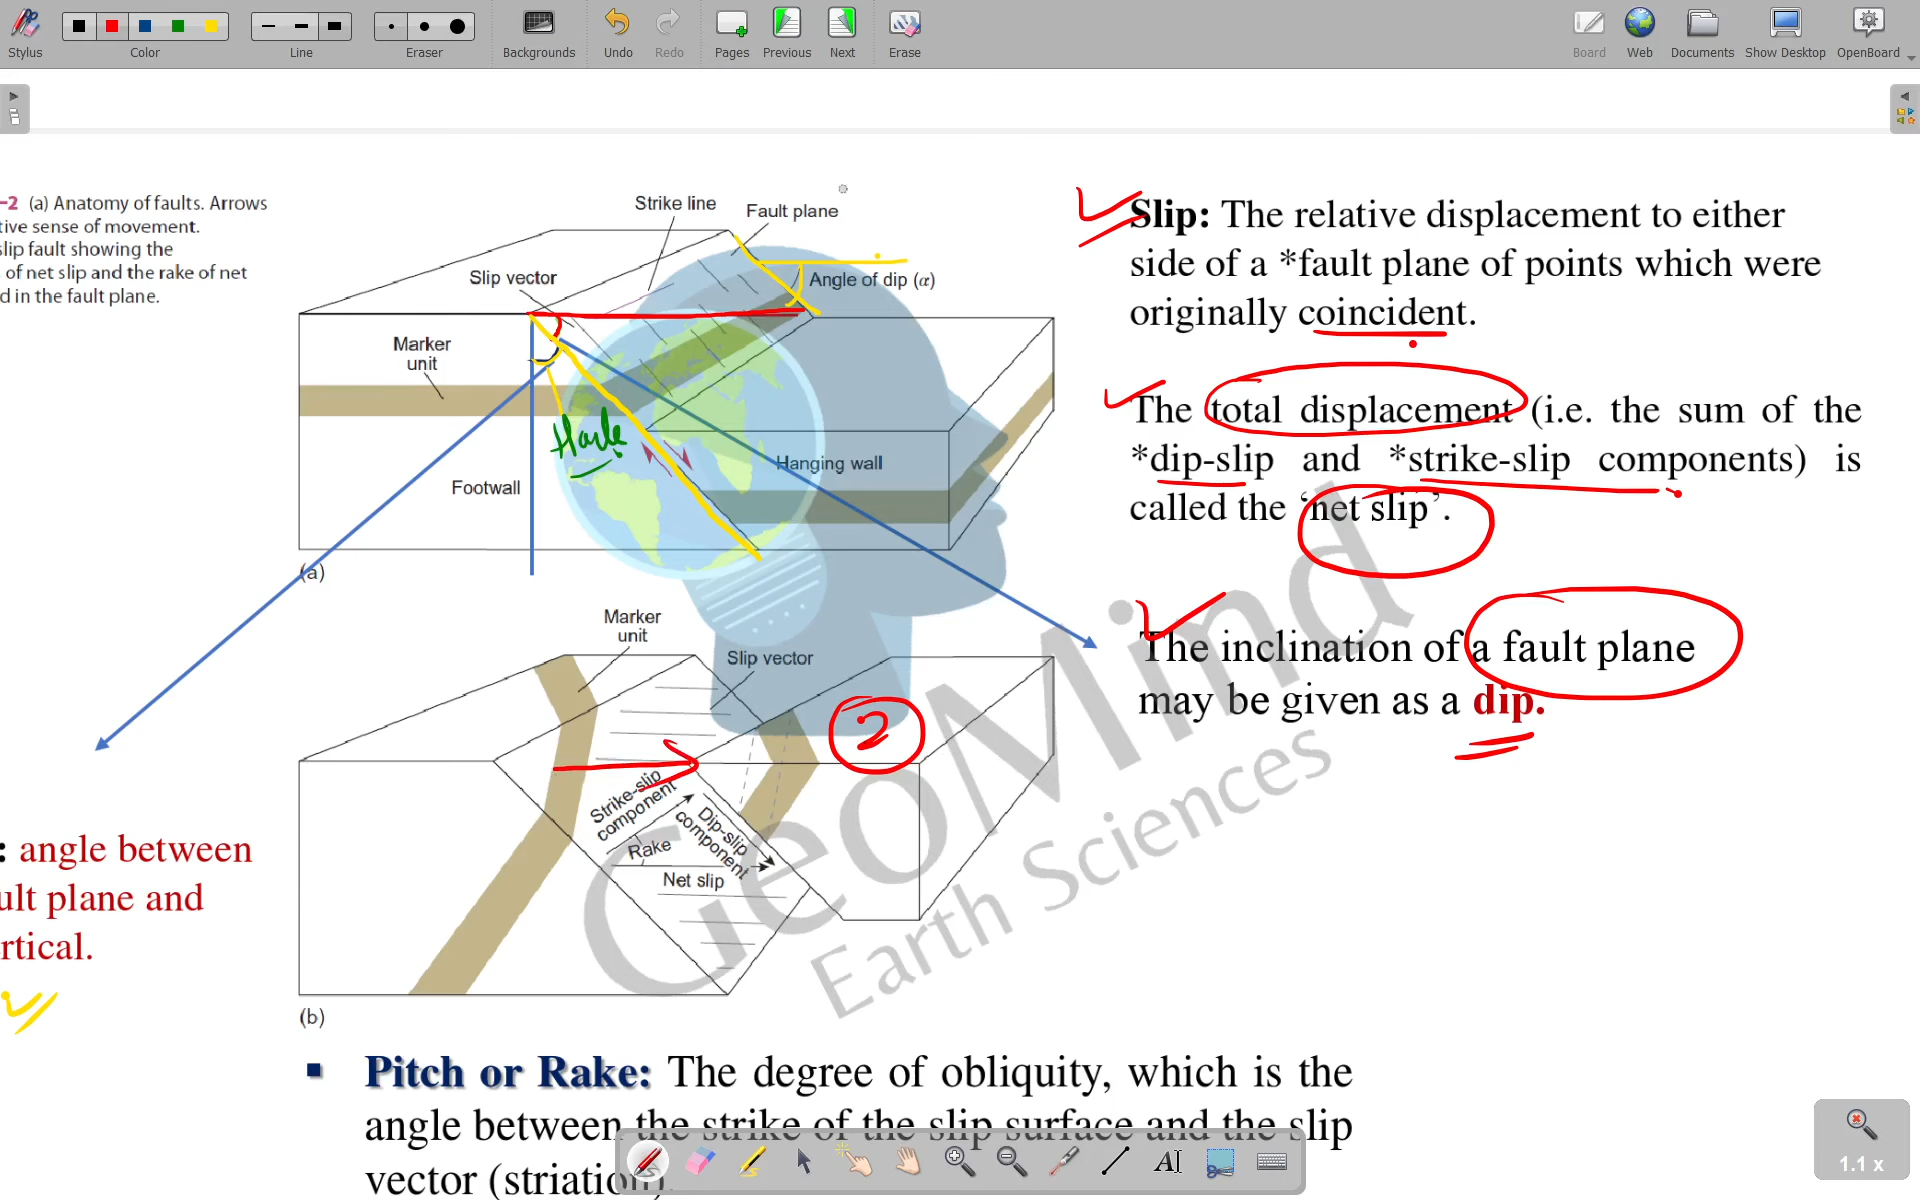 Stylus
Color
Line
Eraser
Backgrounds
Undo
Redo
Pages
Previous
Next
Erase
Board
Web
Documents
Show Desktop
OpenBoard
-2 (a) Anatomy of faults. Arrows
tive sense of movement.
slip fault showing the
of net slip and the rake of net
d in the fault plane.
Strike line
Fault plane
Slip vector
Angle of dip (α)
Marker
unit
Hanging wall
Footwall
(a)
Slip: The relative displacement to either
side of a *fault plane of points which were
originally coincident.
The total displacement (i.e. the sum of the
*dip-slip and *strike-slip components) is
called the ‘net slip’.
The inclination of a fault plane
may be given as a dip.
Marker
unit
Slip vector
2
Strike-slip
component
Dip-slip
component
Rake
Net slip
(b)
: angle between
ult plane and
rtical.
GeoMind
Earth Sciences
Pitch or Rake: The degree of obliquity, which is the
angle between the strike of the slip surface and the slip
vector (striation).
1.1 x